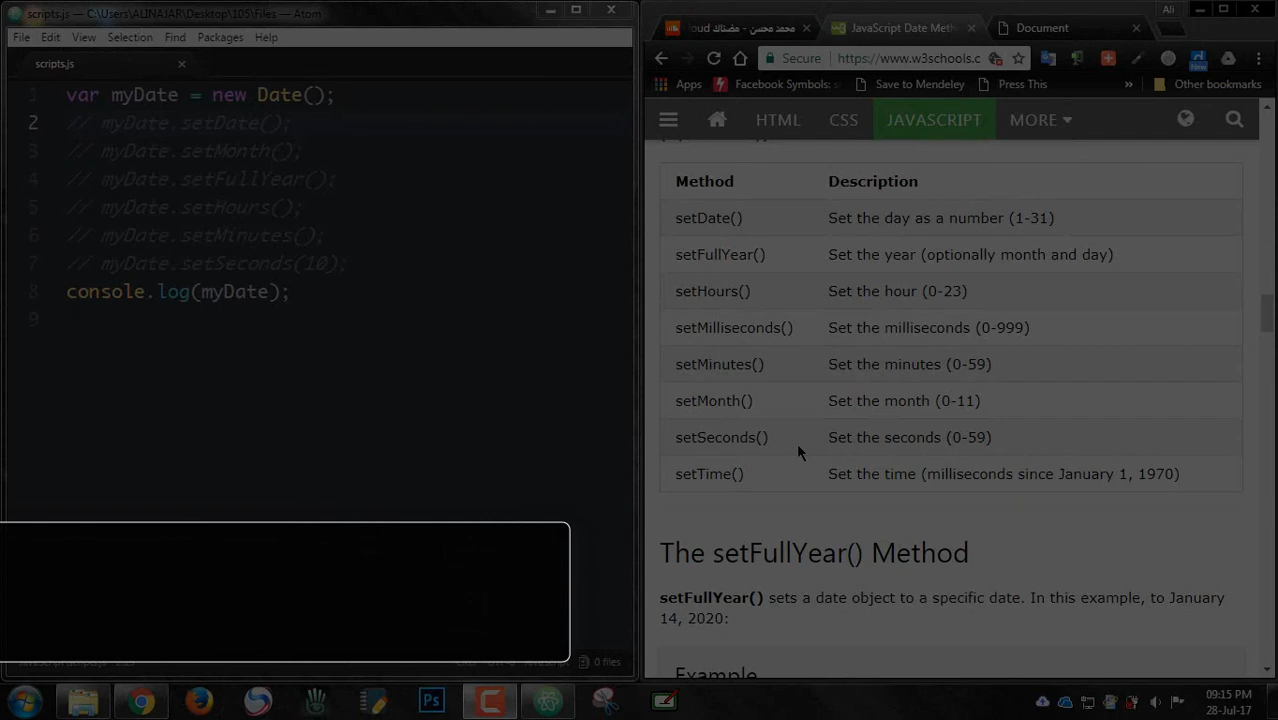 scripts.js — C:\Users\ALINAJAR\Desktop\105\Files — Atom
File Edit View Selection Find Packages Help
scripts.js
1 var myDate = new Date();
2 // myDate.setDate();
3 // myDate.setMonth();
4 // myDate.setFullYear();
5 // myDate.setHours();
6 // myDate.setMinutes();
7 // myDate.setSeconds(10);
8 console.log(myDate);
9
0 files
Ali
محمد محسن - loud
JavaScript Date Meth
Document
Secure https://www.w3schools.c
New
Apps Facebook Symbols: Save to Mendeley Press This » Other bookmarks
HTML CSS JAVASCRIPT MORE
Method Description
setDate() Set the day as a number (1-31)
setFullYear() Set the year (optionally month and day)
setHours() Set the hour (0-23)
setMilliseconds() Set the milliseconds (0-999)
setMinutes() Set the minutes (0-59)
setMonth() Set the month (0-11)
setSeconds() Set the seconds (0-59)
setTime() Set the time (milliseconds since January 1, 1970)
The setFullYear() Method
setFullYear() sets a date object to a specific date. In this example, to January
14, 2020:
Example
Ps
09:15 PM
28-Jul-17